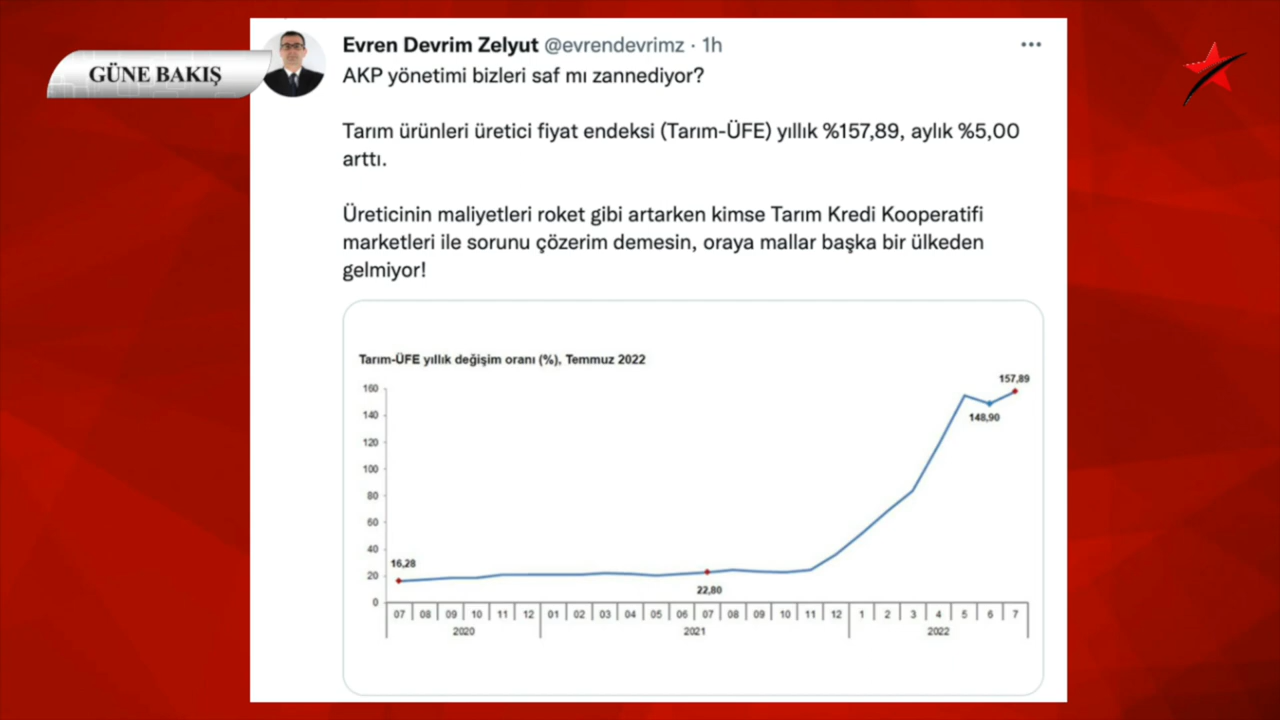 GÜNE BAKIŞ
Evren Devrim Zelyut @evrendevrimz · 1h
AKP yönetimi bizleri saf mı zannediyor?
Tarım ürünleri üretici fiyat endeksi (Tarım-ÜFE) yıllık %157,89, aylık %5,00
arttı.
Üreticinin maliyetleri roket gibi artarken kimse Tarım Kredi Kooperatifi
marketleri ile sorunu çözerim demesin, oraya mallar başka bir ülkeden
gelmiyor!
Tarım-ÜFE yıllık değişim oranı (%), Temmuz 2022
160
140
120
100
80
60
40
20
0
16,28
22,80
148,90
157,89
07 08 09 10 11 12 01 02 03 04 05 06 07 08 09 10 11 12 1 2 3 4 5 6 7
2020 2021 2022